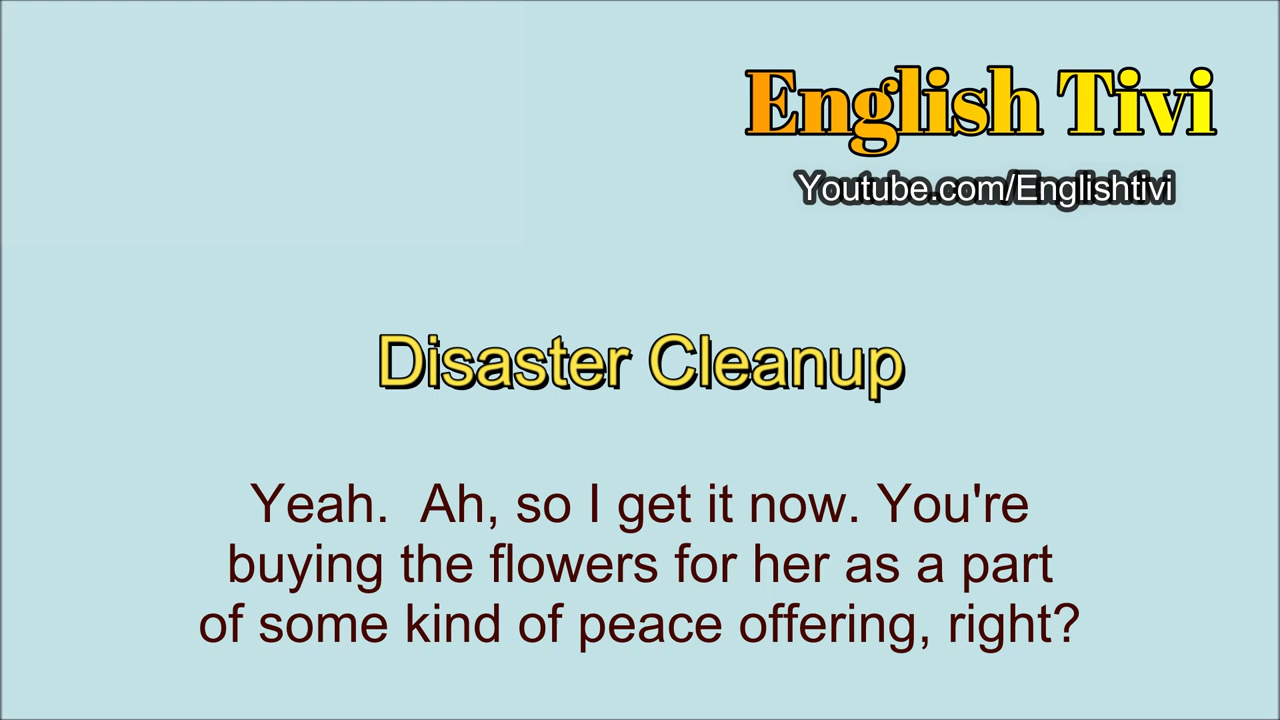 English Tivi
Youtube.com/Englishtivi
Disaster Cleanup
Yeah.  Ah, so I get it now. You're
buying the flowers for her as a part
of some kind of peace offering, right?